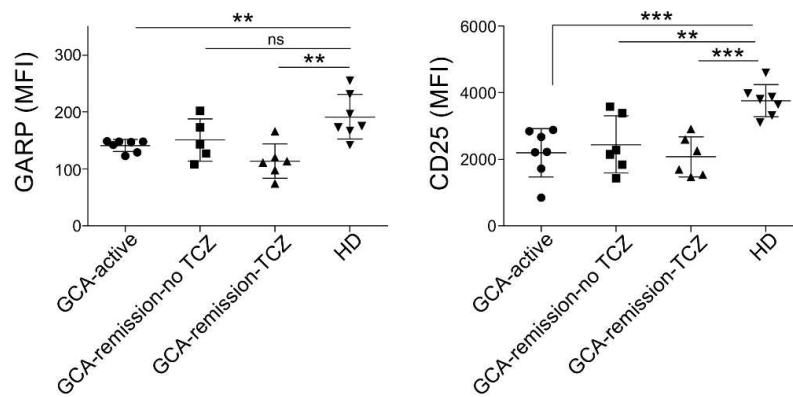 **
ns
**
300
200
100
0
GARP (MFI)
GCA-active
GCA-remission-no TCZ
GCA-remission-TCZ
HD
***
**
***
6000
4000
2000
0
CD25 (MFI)
GCA-active
GCA-remission-no TCZ
GCA-remission-TCZ
HD